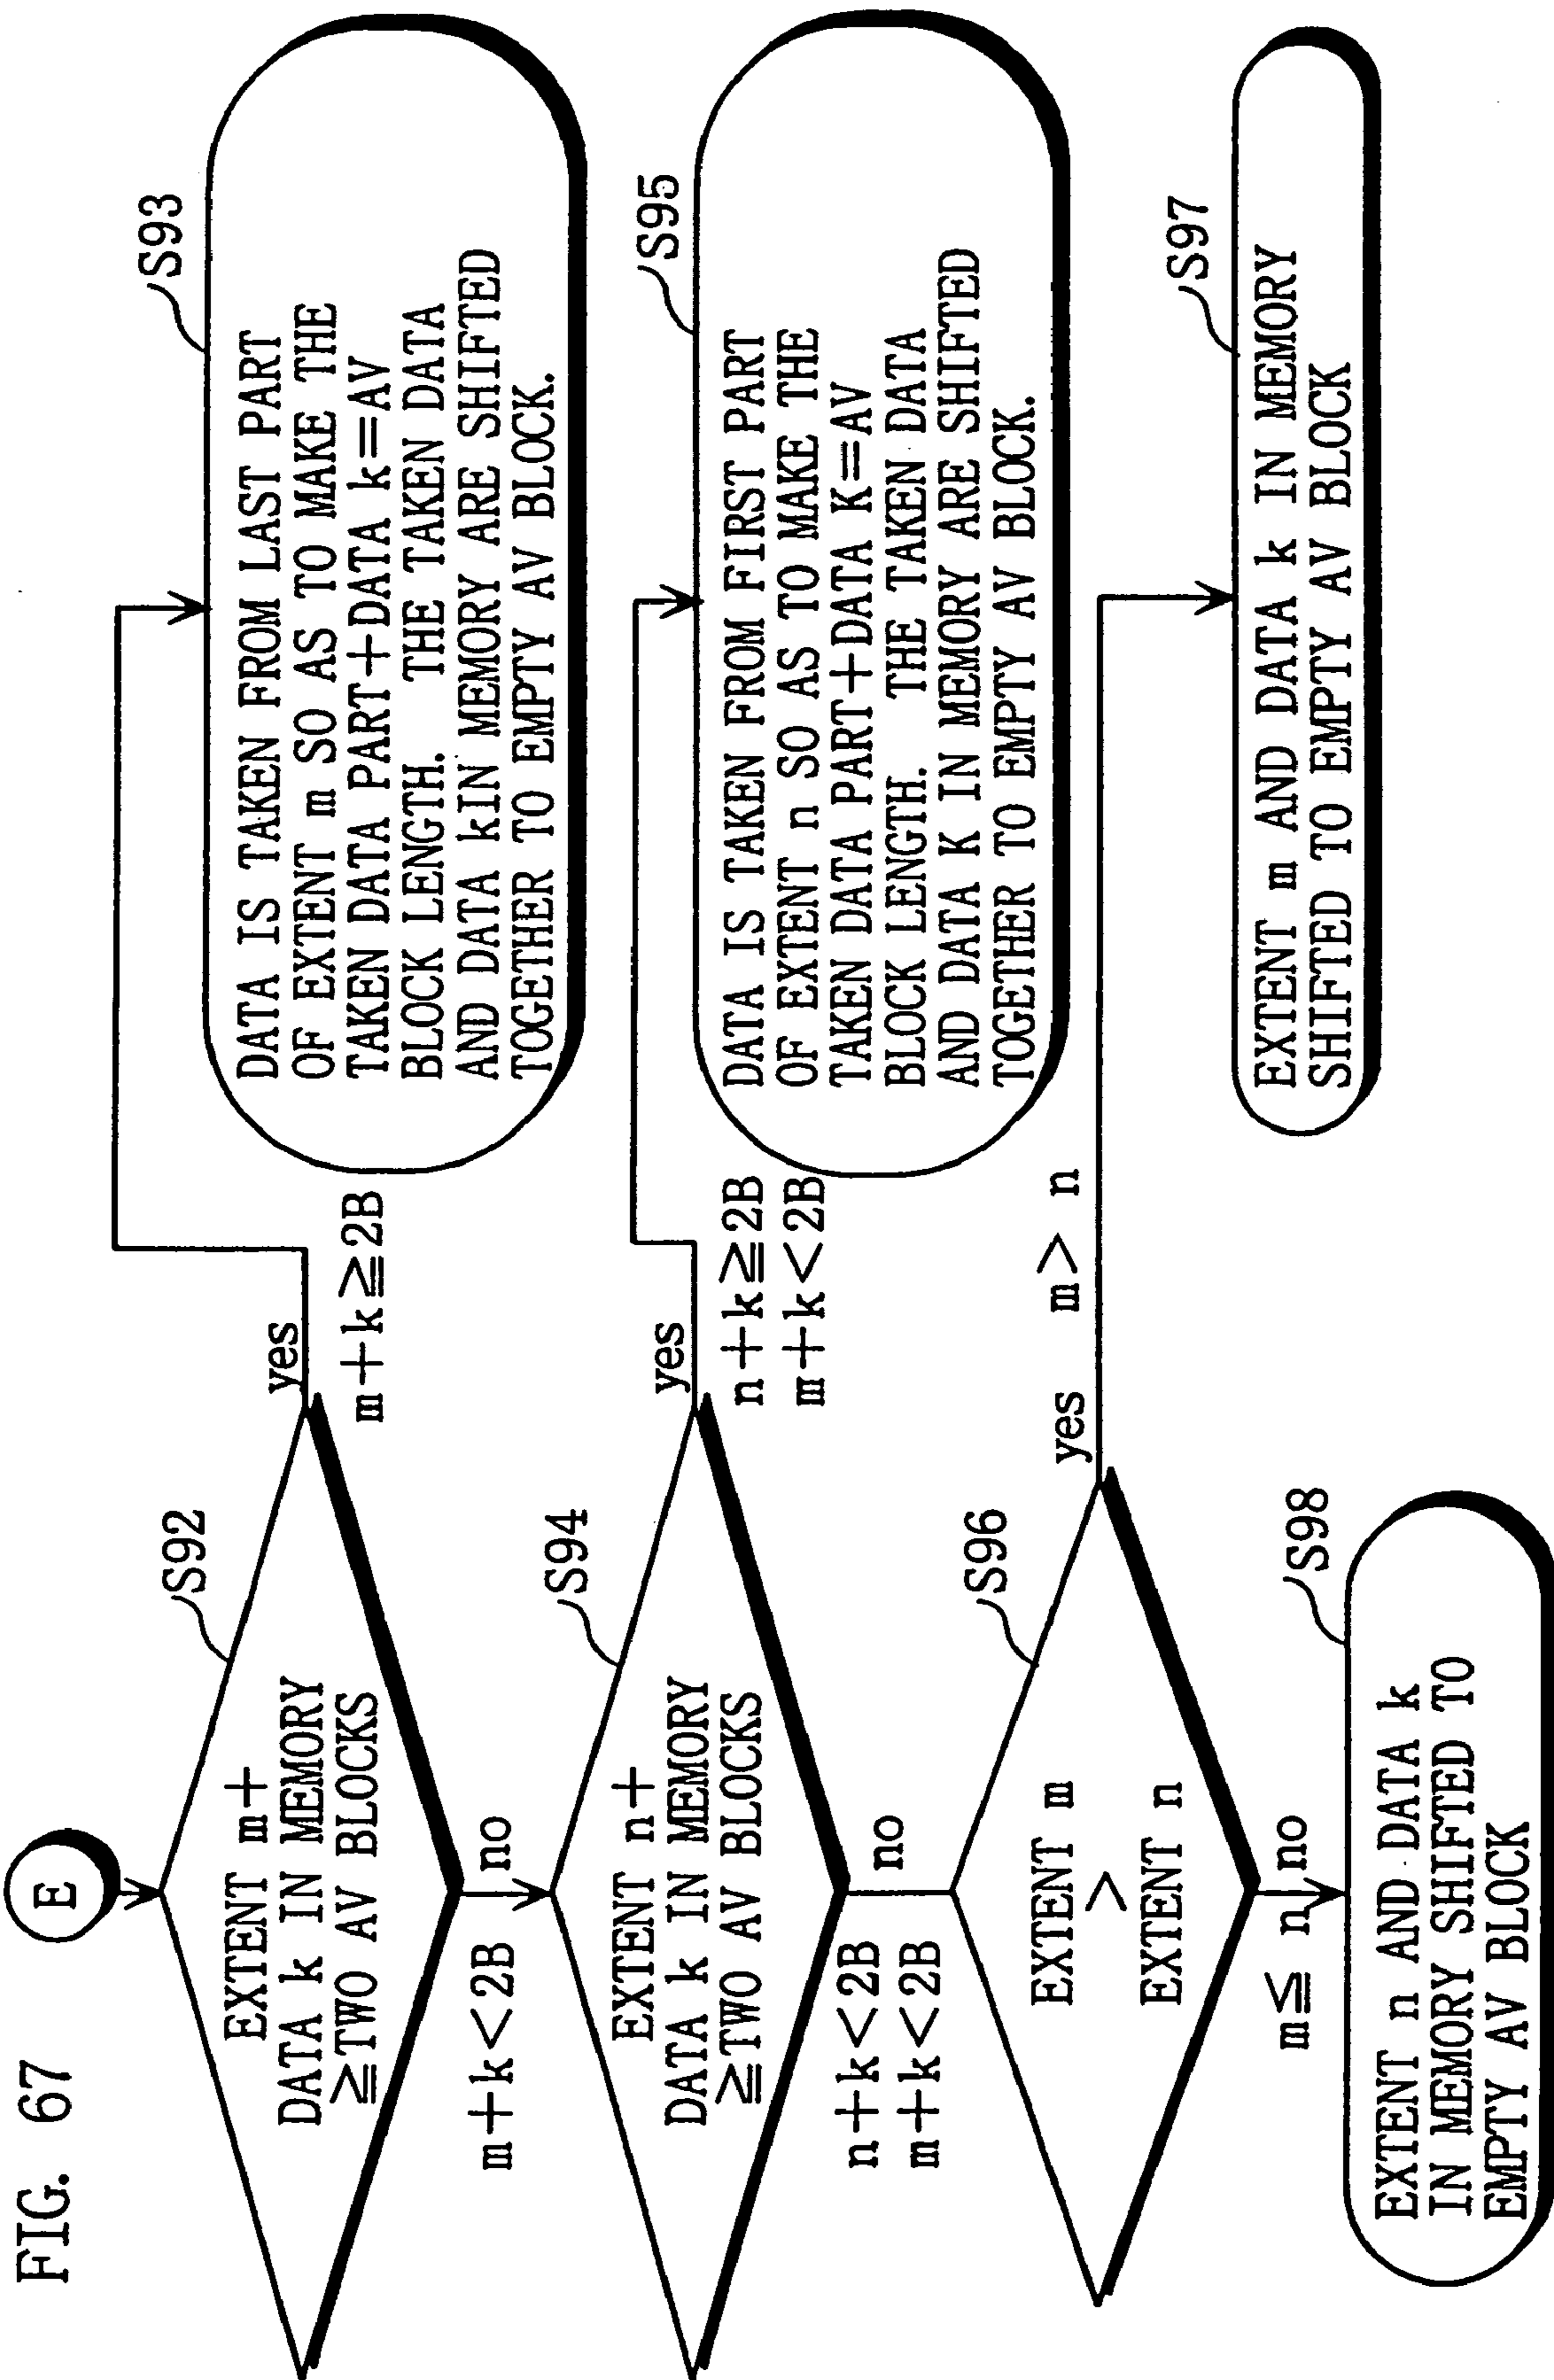 FIG. 67
E
S92
EXTENT m+
DATA k IN MEMORY
≧TWO AV BLOCKS
yes
m+k≧2B
S93
DATA IS TAKEN FROM LAST PART
OF EXTENT m SO AS TO MAKE THE
TAKEN DATA PART+DATA k=AV
BLOCK LENGTH. THE TAKEN DATA
AND DATA kIN MEMORY ARE SHIFTED
TOGETHER TO EMPTY AV BLOCK.
no
m+k<2B
S94
EXTENT n+
DATA k IN MEMORY
≧TWO AV BLOCKS
yes
n+k≧2B
m+k<2B
S95
DATA IS TAKEN FROM FIRST PART
OF EXTENT n SO AS TO MAKE THE
TAKEN DATA PART+DATA K=AV
BLOCK LENGTH. THE TAKEN DATA
AND DATA K IN MEMORY ARE SHIFTED
TOGETHER TO EMPTY AV BLOCK.
no
n+k<2B
m+k<2B
S96
EXTENT m
>
EXTENT n
yes
m> n
S97
EXTENT m AND DATA k IN MEMORY
SHIFTED TO EMPTY AV BLOCK
m≦ n no
S98
EXTENT n AND DATA k
IN MEMORY SHIFTED TO
EMPTY AV BLOCK